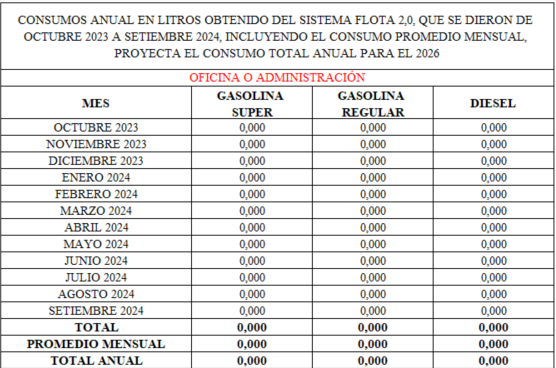 CONSUMOS ANUAL EN LITROS OBTENIDO DEL SISTEMA FLOTA 2,0, QUE SE DIERON DE
OCTUBRE 2023 A SETIEMBRE 2024, INCLUYENDO EL CONSUMO PROMEDIO MENSUAL,
PROYECTA EL CONSUMO TOTAL ANUAL PARA EL 2026
OFICINA O ADMINISTRACIÓN
MES GASOLINA SUPER GASOLINA REGULAR DIESEL
OCTUBRE 2023 0,000 0,000 0,000
NOVIEMBRE 2023 0,000 0,000 0,000
DICIEMBRE 2023 0,000 0,000 0,000
ENERO 2024 0,000 0,000 0,000
FEBRERO 2024 0,000 0,000 0,000
MARZO 2024 0,000 0,000 0,000
ABRIL 2024 0,000 0,000 0,000
MAYO 2024 0,000 0,000 0,000
JUNIO 2024 0,000 0,000 0,000
JULIO 2024 0,000 0,000 0,000
AGOSTO 2024 0,000 0,000 0,000
SETIEMBRE 2024 0,000 0,000 0,000
TOTAL 0,000 0,000 0,000
PROMEDIO MENSUAL 0,000 0,000 0,000
TOTAL ANUAL 0,000 0,000 0,000